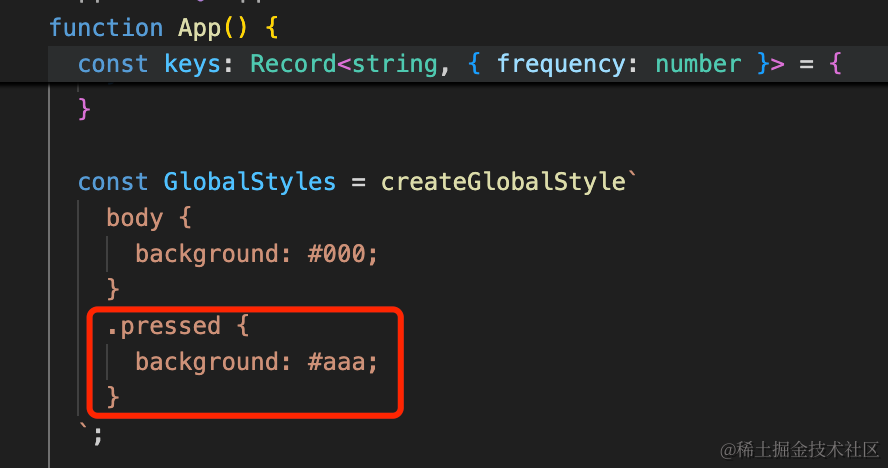 function App() {
  const keys: Record<string, { frequency: number }> = {
  }
  const GlobalStyles = createGlobalStyle`
    body {
      background: #000;
    }
    .pressed {
      background: #aaa;
    }
  `;
@稀土掘金技术社区